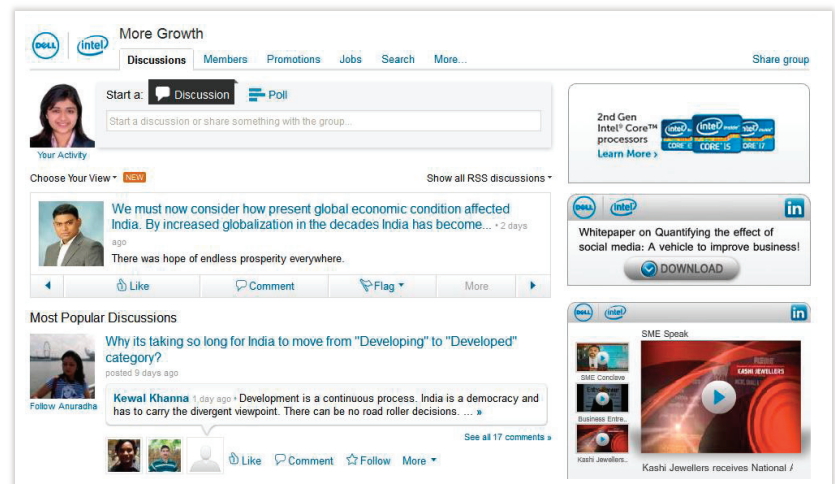 DELL
intel
More Growth
Discussions Members Promotions Jobs Search More... Share group
Start a: Discussion Poll
Start a discussion or share something with the group...
Your Activity
Choose Your View NEW Show all RSS discussions
We must now consider how present global economic condition affected
India. By increased globalization in the decades India has become... • 2 days
ago
There was hope of endless prosperity everywhere.
Like Comment Flag More
Most Popular Discussions
Why its taking so long for India to move from "Developing" to "Developed"
category?
posted 9 days ago
Follow Anuradha
Kewal Khanna 1 day ago • Development is a continuous process. India is a democracy and
has to carry the divergent viewpoint. There can be no road roller decisions. ... »
See all 17 comments »
Like Comment Follow More
2nd Gen
Intel® Core™
processors
Learn More ›
intel
CORE i5
DELL intel in
Whitepaper on Quantifying the effect of
social media: A vehicle to improve business!
DOWNLOAD
DELL intel in
SME Speak
SME Conclave
Business Entre..
Kashi Jewellers..
KASHI JEWELLERS
Kashi Jewellers receives National